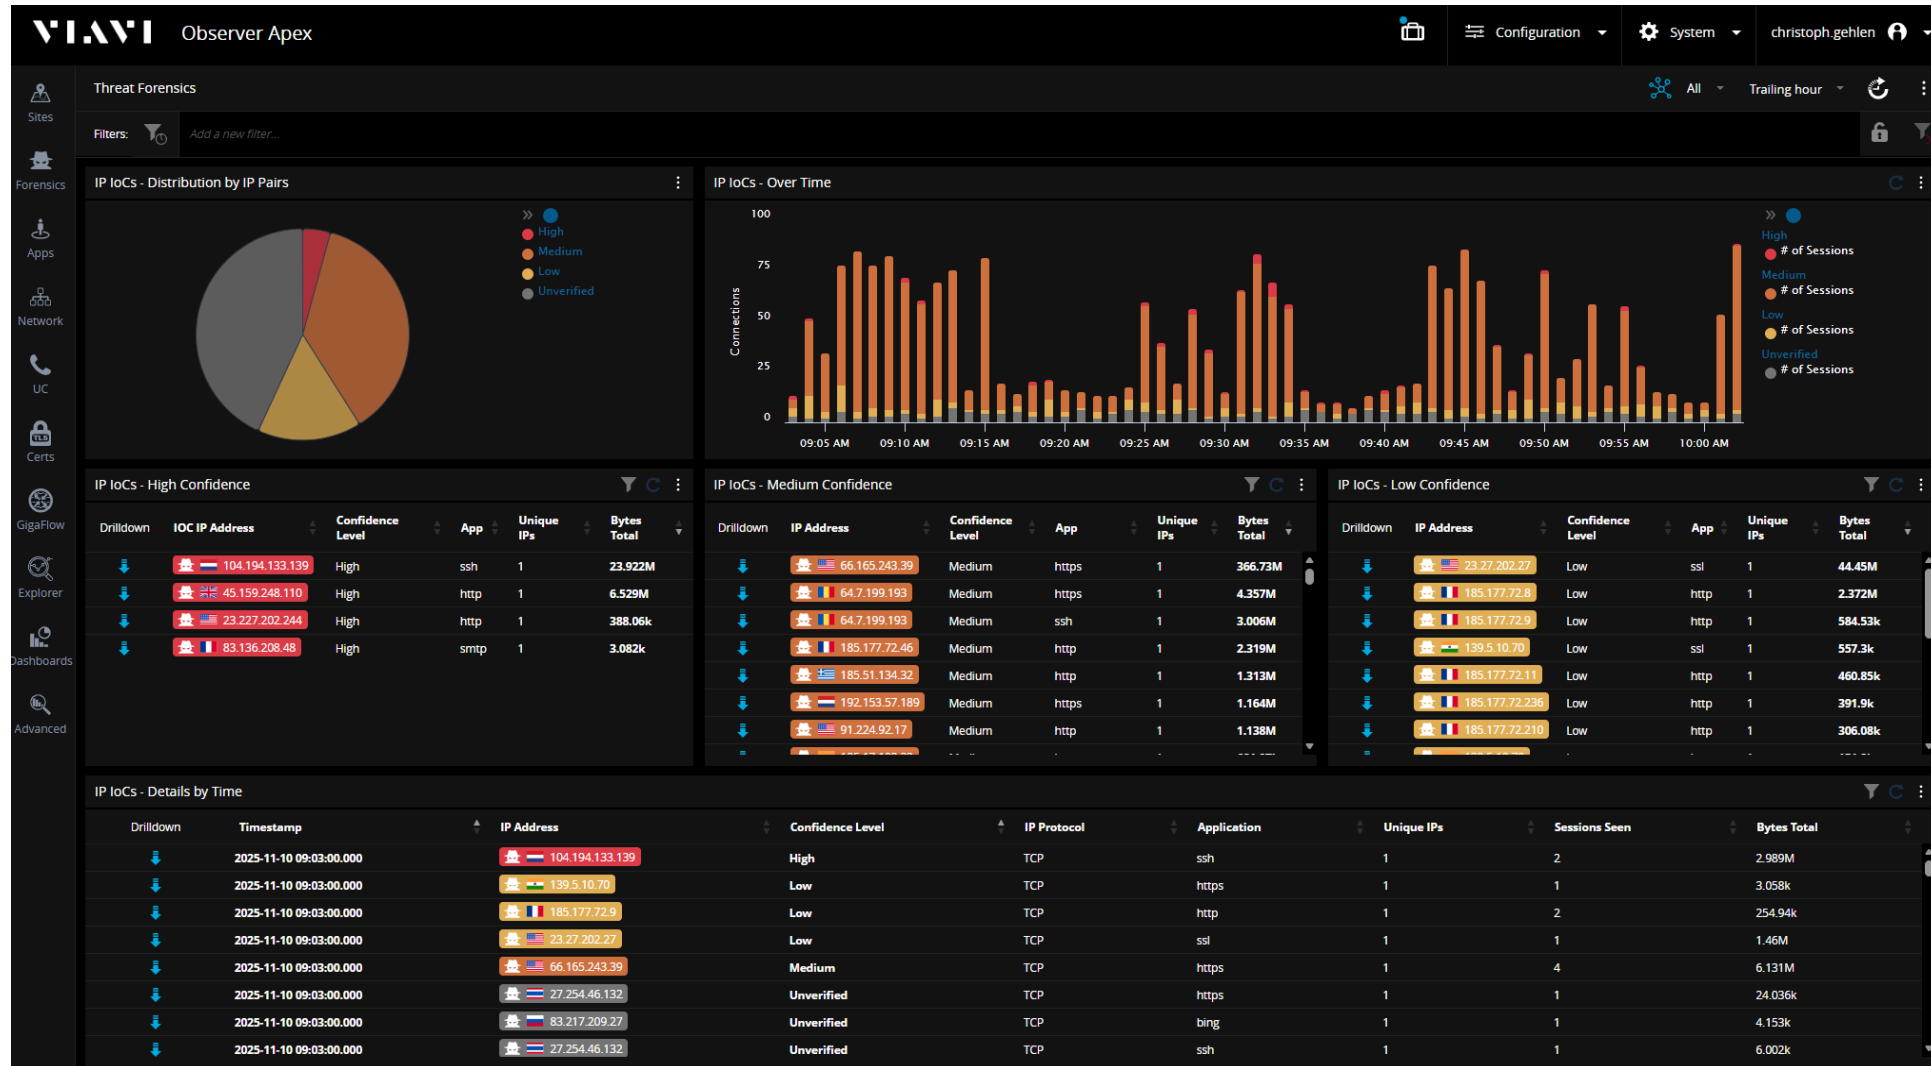 VIAVI Observer Apex
Configuration
System
christoph.gehlen
Threat Forensics
All
Trailing hour
Filters:
Add a new filter...
Sites
Forensics
Apps
Network
UC
TLS
Certs
GigaFlow
Explorer
Dashboards
Advanced
IP IoCs - Distribution by IP Pairs
High
Medium
Low
Unverified
IP IoCs - Over Time
Connections
100
75
50
25
0
09:05 AM 09:10 AM 09:15 AM 09:20 AM 09:25 AM 09:30 AM 09:35 AM 09:40 AM 09:45 AM 09:50 AM 09:55 AM 10:00 AM
High
# of Sessions
Medium
# of Sessions
Low
# of Sessions
Unverified
# of Sessions
IP IoCs - High Confidence
Drilldown IOC IP Address Confidence Level App Unique IPs Bytes Total
104.194.133.139 High ssh 1 23.922M
45.159.248.110 High http 1 6.529M
23.227.202.244 High http 1 388.06k
83.136.208.48 High smtp 1 3.082k
IP IoCs - Medium Confidence
Drilldown IP Address Confidence Level App Unique IPs Bytes Total
66.165.243.39 Medium https 1 366.73M
64.7.199.193 Medium https 1 4.357M
64.7.199.193 Medium ssh 1 3.006M
185.177.72.46 Medium http 1 2.319M
185.51.134.32 Medium http 1 1.313M
192.153.57.189 Medium https 1 1.164M
91.224.92.17 Medium http 1 1.138M
IP IoCs - Low Confidence
Drilldown IP Address Confidence Level App Unique IPs Bytes Total
23.27.202.27 Low ssl 1 44.45M
185.177.72.8 Low http 1 2.372M
185.177.72.9 Low http 1 584.53k
139.5.10.70 Low ssl 1 557.3k
185.177.72.11 Low http 1 460.85k
185.177.72.236 Low http 1 391.9k
185.177.72.210 Low http 1 306.08k
IP IoCs - Details by Time
Drilldown Timestamp IP Address Confidence Level IP Protocol Application Unique IPs Sessions Seen Bytes Total
2025-11-10 09:03:00.000 104.194.133.139 High TCP ssh 1 2 2.989M
2025-11-10 09:03:00.000 139.5.10.70 Low TCP https 1 1 3.058k
2025-11-10 09:03:00.000 185.177.72.9 Low TCP http 1 2 254.94k
2025-11-10 09:03:00.000 23.27.202.27 Low TCP ssl 1 1 1.46M
2025-11-10 09:03:00.000 66.165.243.39 Medium TCP https 1 4 6.131M
2025-11-10 09:03:00.000 27.254.46.132 Unverified TCP https 1 1 24.036k
2025-11-10 09:03:00.000 83.217.209.27 Unverified TCP bing 1 1 4.153k
2025-11-10 09:03:00.000 27.254.46.132 Unverified TCP ssh 1 1 6.002k